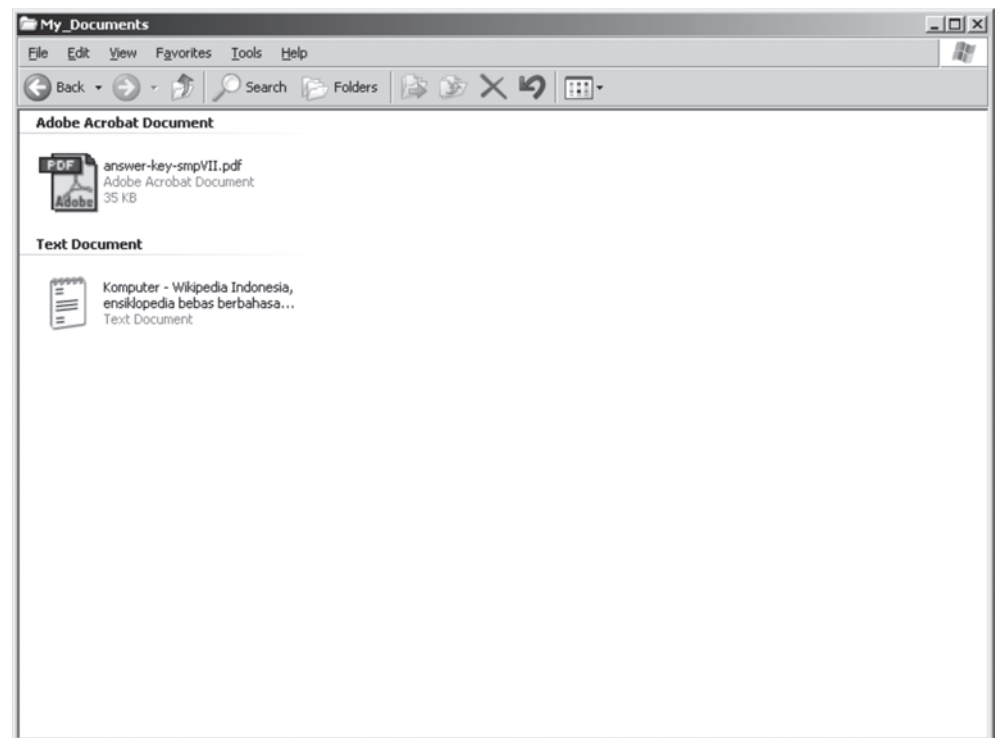 My_Documents
File Edit View Favorites Tools Help
Back Search Folders
Adobe Acrobat Document
PDF
Adobe
answer-key-smpVII.pdf
Adobe Acrobat Document
35 KB
Text Document
Komputer - Wikipedia Indonesia,
ensiklopedia bebas berbahasa...
Text Document